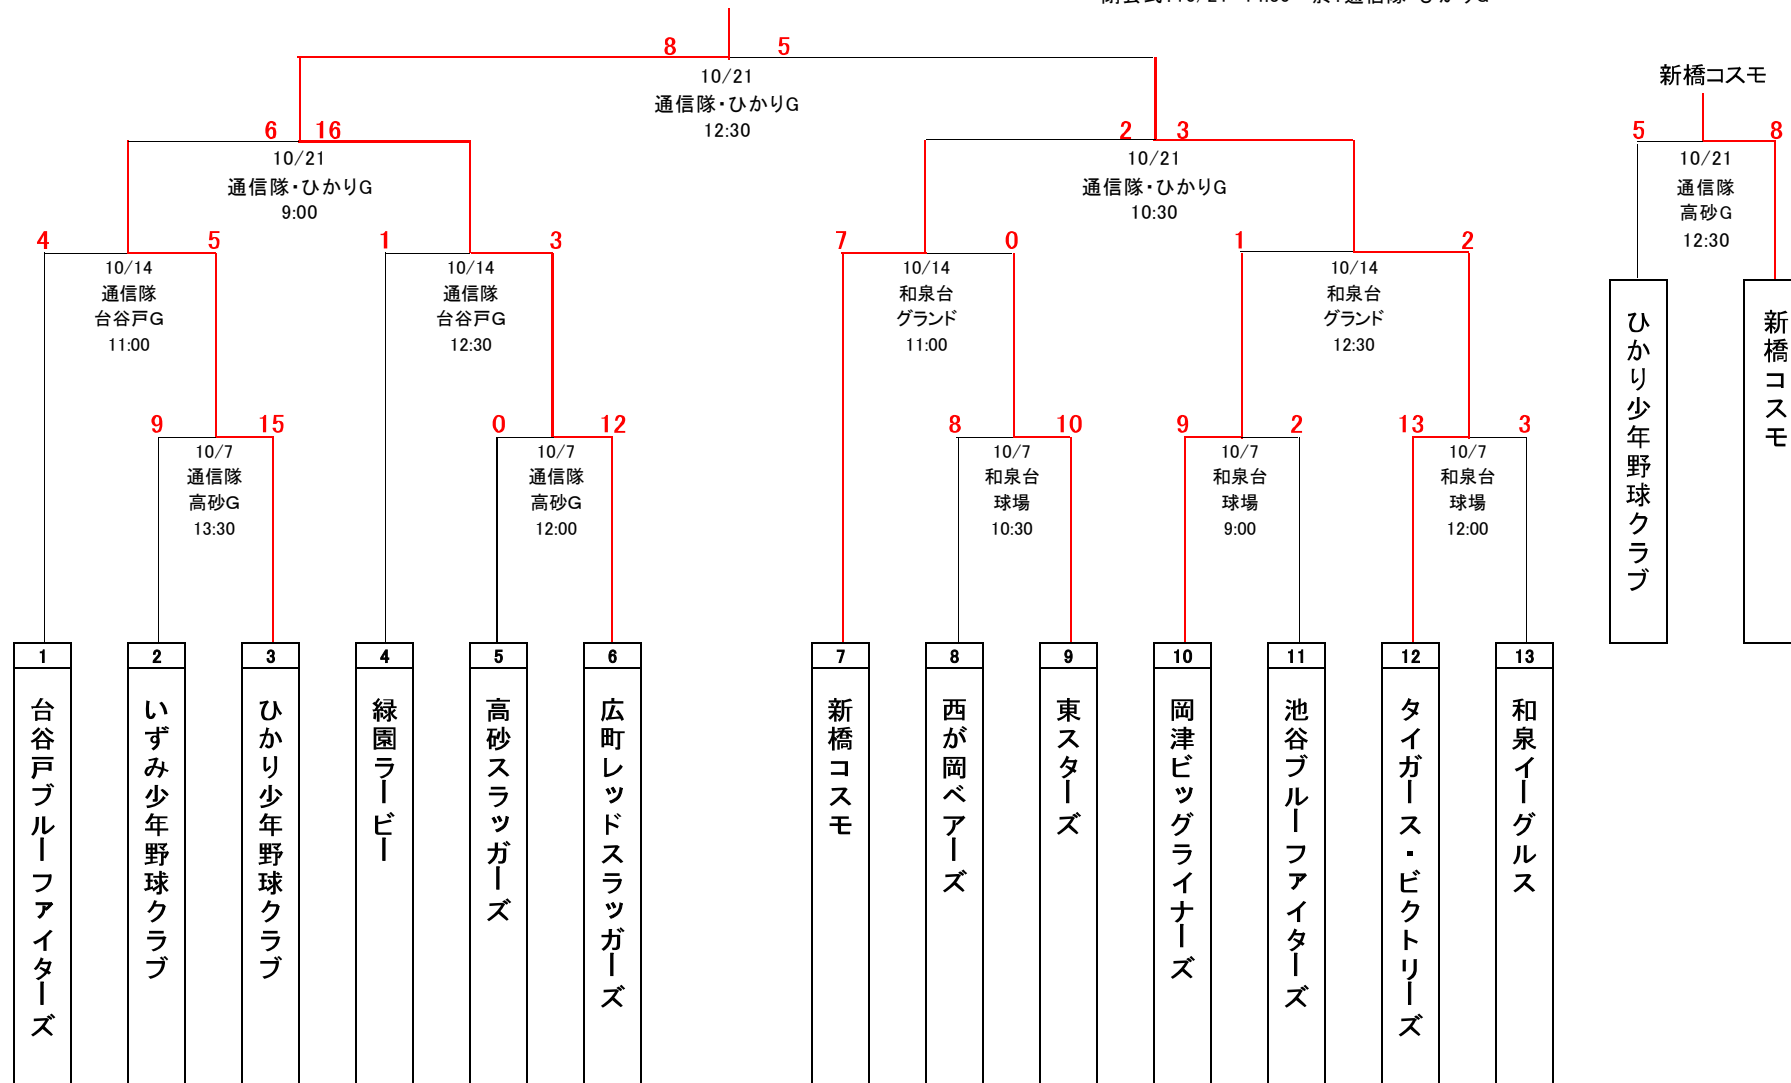 8 5
10/21
通信隊・ひかりG
12:30
新橋コスモ
6 16
10/21
通信隊・ひかりG
9:00
2 3
10/21
通信隊・ひかりG
10:30
5 8
10/21
通信隊
高砂G
12:30
4 5
10/14
通信隊
台谷戸G
11:00
1 3
10/14
通信隊
台谷戸G
12:30
7 0
10/14
和泉台
グランド
11:00
1 2
10/14
和泉台
グランド
12:30
9 15
10/7
通信隊
高砂G
13:30
0 12
10/7
通信隊
高砂G
12:00
8 10
10/7
和泉台
球場
10:30
9 2
10/7
和泉台
球場
9:00
13 3
10/7
和泉台
球場
12:00
ひかり少年野球クラブ
新橋コスモ
1
台谷戸ブルーファイターズ
2
いずみ少年野球クラブ
3
ひかり少年野球クラブ
4
緑園ラービー
5
高砂スラッガーズ
6
広町レッドスラッガーズ
7
新橋コスモ
8
西が岡ベアーズ
9
東スターズ
10
岡津ビッグライナーズ
11
池谷ブルーファイターズ
12
タイガース・ビクトリーズ
13
和泉イーグルス